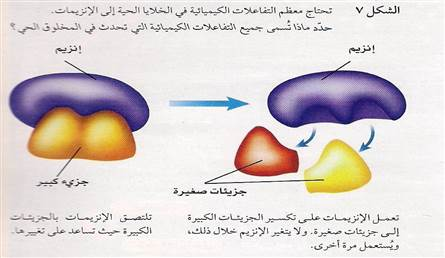 الشكل ٧ تحتاج معظم التفاعلات الكيميائية في الخلايا الحية إلى الإنزيمات.
حدّد ماذا تُسمى جميع التفاعلات الكيميائية التي تحدث في المخلوق الحي؟
إنزيم
إنزيم
جزيء كبير
جزيئات صغيرة
تلتصق الإنزيمات بالجزيئات
الكبيرة حيث تساعد على تغييرها.
تعمل الإنزيمات على تكسير الجزيئات الكبيرة
إلى جزيئات صغيرة. ولا يتغير الإنزيم خلال ذلك،
ويُستعمل مرة أخرى.